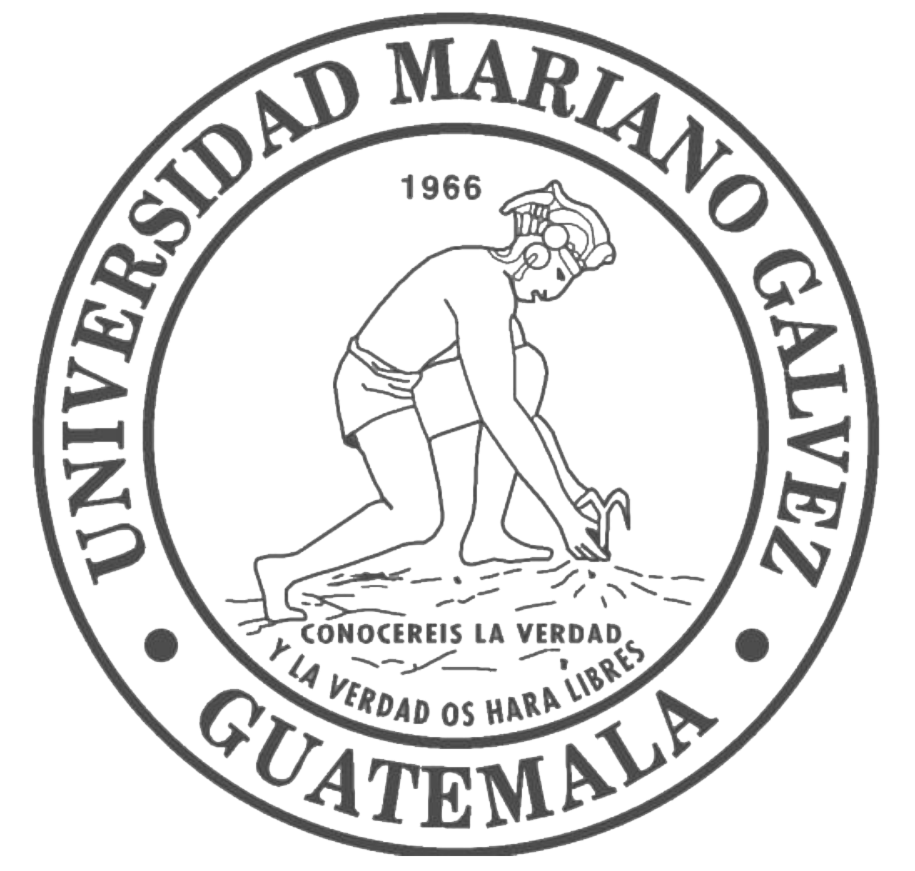 UNIVERSIDAD MARIANO GALVEZ
1966
CONOCEREIS LA VERDAD
Y LA VERDAD OS HARA LIBRES
GUATEMALA